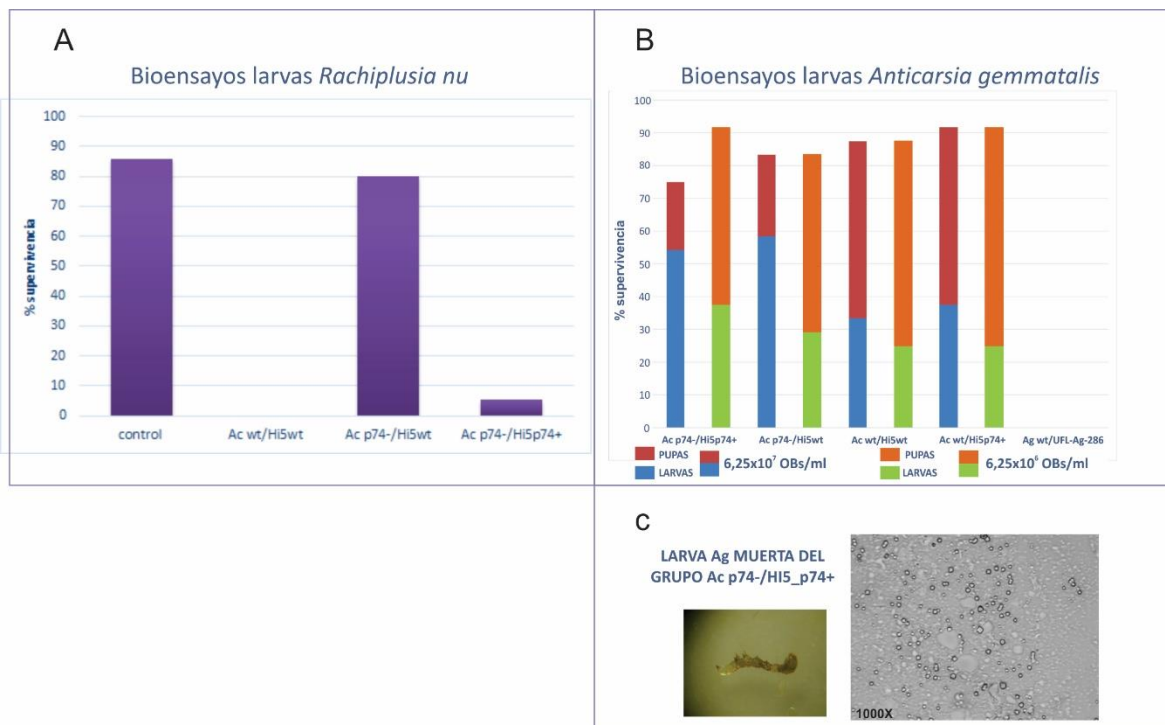 A
Bioensayos larvas Rachiplusia nu
100
90
80
70
60
50
40
30
20
10
0
% supervivencia
control
Ac wt/Hi5wt
Ac p74-/Hi5wt
Ac p74-/Hi5p74+
B
Bioensayos larvas Anticarsia gemmatalis
100
90
80
70
60
50
40
30
20
10
0
% supervivencia
Ac p74-/Hi5p74+
Ac p74-/Hi5wt
Ac wt/Hi5wt
Ac wt/Hi5p74+
Ag wt/UFL-Ag-286
PUPAS
LARVAS
6,25x10⁷ OBs/ml
PUPAS
LARVAS
6,25x10⁶ OBs/ml
c
LARVA Ag MUERTA DEL
GRUPO Ac p74-/HI5_p74+
1000X